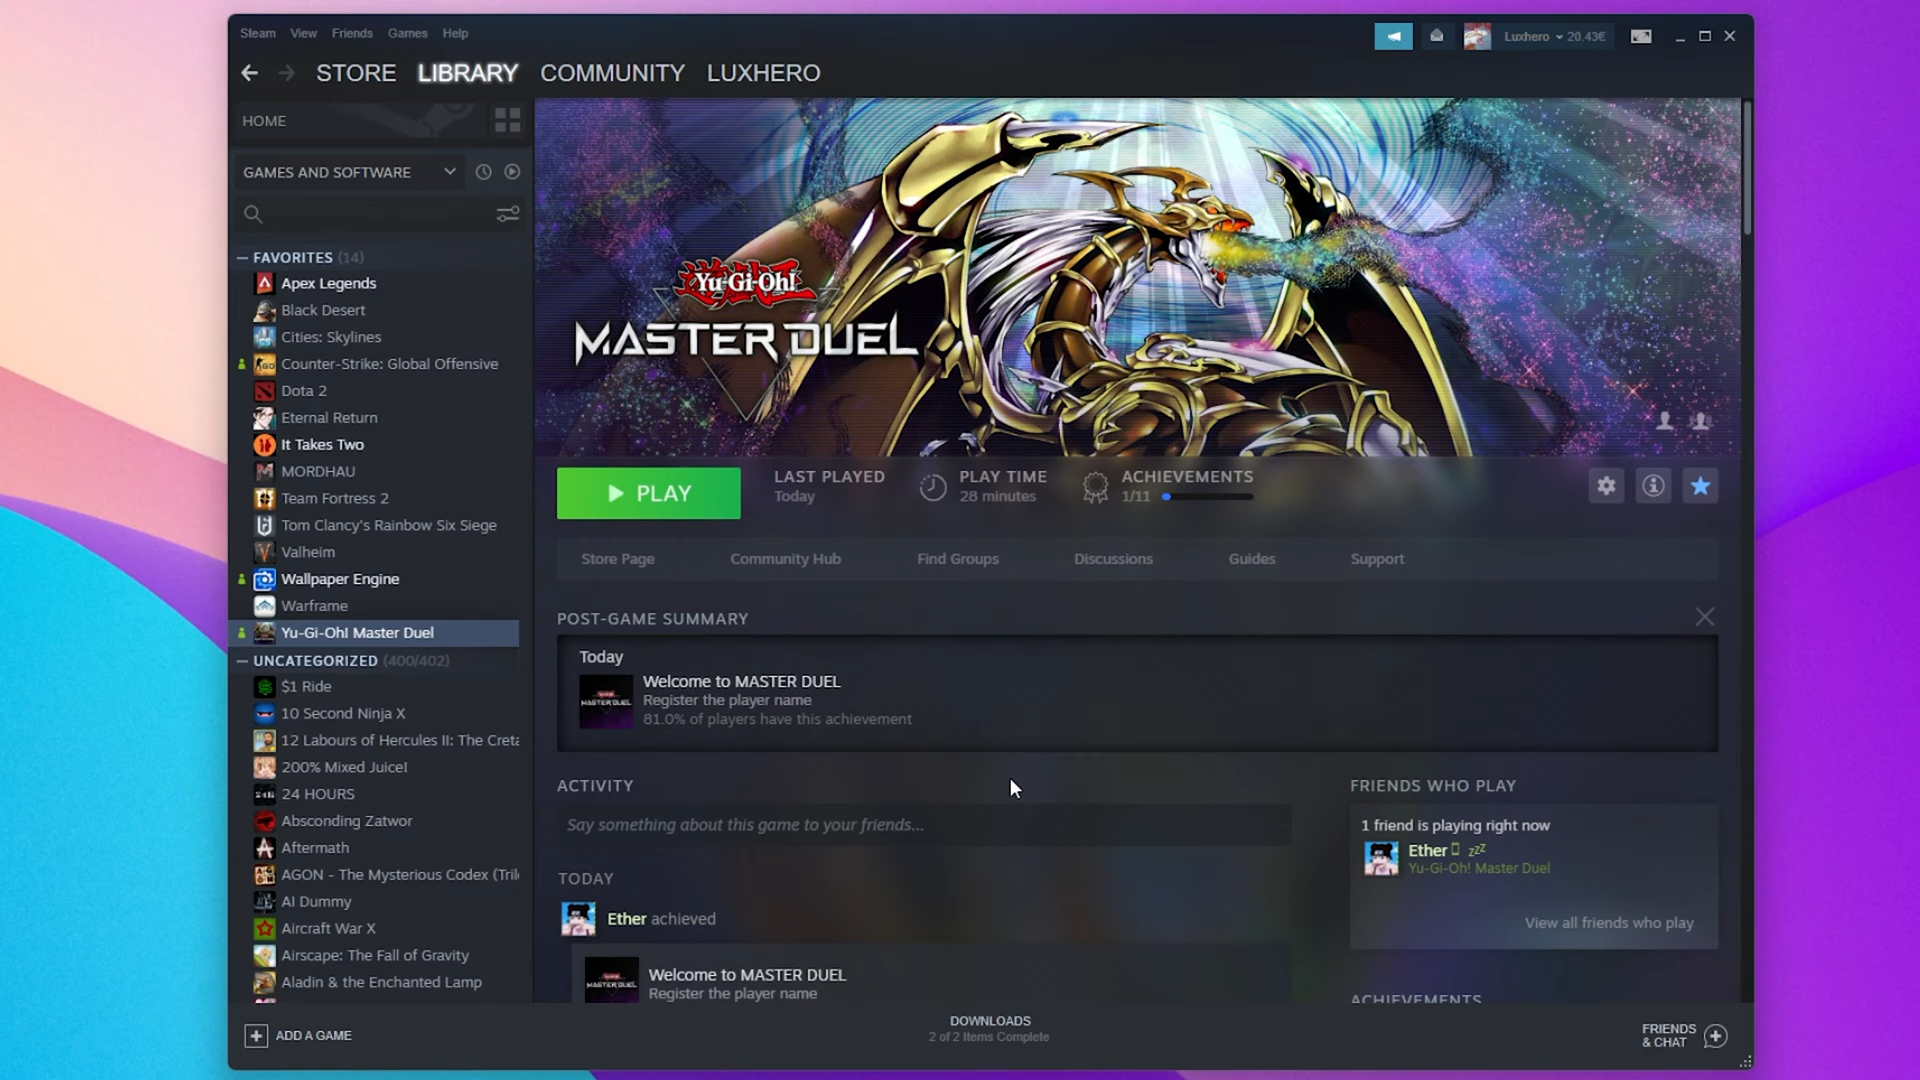 Steam View Friends Games Help
Luxhero 20.43€
STORE LIBRARY COMMUNITY LUXHERO
HOME
GAMES AND SOFTWARE
FAVORITES (14)
Apex Legends
Black Desert
Cities: Skylines
Counter-Strike: Global Offensive
Dota 2
Eternal Return
It Takes Two
MORDHAU
Team Fortress 2
Tom Clancy's Rainbow Six Siege
Valheim
Wallpaper Engine
Warframe
Yu-Gi-Oh! Master Duel
UNCATEGORIZED (400/402)
$1 Ride
10 Second Ninja X
12 Labours of Hercules II: The Creta
200% Mixed Juice!
24 HOURS
Absconding Zatwor
Aftermath
AGON - The Mysterious Codex (Tril
AI Dummy
Aircraft War X
Airscape: The Fall of Gravity
Aladin & the Enchanted Lamp
Yu-Gi-Oh!
MASTER DUEL
PLAY
LAST PLAYED
Today
PLAY TIME
28 minutes
ACHIEVEMENTS
1/11
Store Page Community Hub Find Groups Discussions Guides Support
POST-GAME SUMMARY
Today
MASTER DUEL
Welcome to MASTER DUEL
Register the player name
81.0% of players have this achievement
ACTIVITY
Say something about this game to your friends...
TODAY
Ether achieved
MASTER DUEL
Welcome to MASTER DUEL
Register the player name
FRIENDS WHO PLAY
1 friend is playing right now
Ether zzZ
Yu-Gi-Oh! Master Duel
View all friends who play
ACHIEVEMENTS
ADD A GAME
DOWNLOADS
2 of 2 Items Complete
FRIENDS
& CHAT